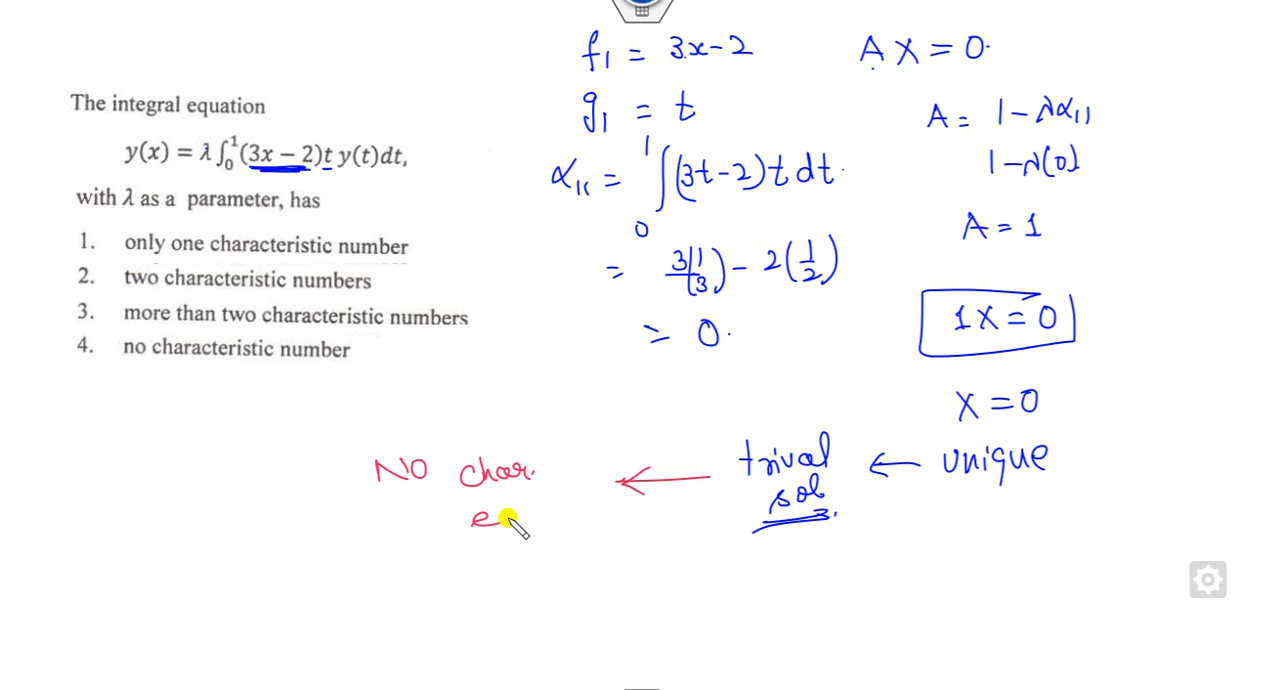 The integral equation
y(x) = λ ∫₀¹ (3x − 2)t y(t)dt,
with λ as a parameter, has
1. only one characteristic number
2. two characteristic numbers
3. more than two characteristic numbers
4. no characteristic number
f₁ = 3x-2
g₁ = t
α₁₁ = ∫₀¹ (3t-2)t dt.
= 3(1/3) - 2(1/2)
= 0.
A X = 0.
A = 1-λα₁₁
1-λ(0)
A = 1
1X = 0
X = 0
unique
trival
sol
No char.
e